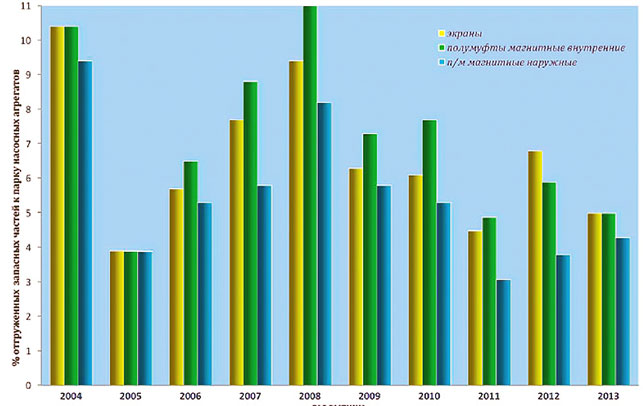 11
10
9
8
7
6
5
4
3
2
1
0
% отгруженных запасных частей к парку насосных агрегатов
экраны
полумуфты магнитные внутренние
п/м магнитные наружные
2004 2005 2006 2007 2008 2009 2010 2011 2012 2013